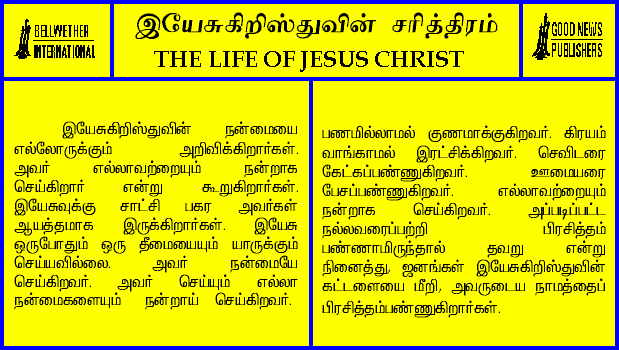 BELLWETHER
INTERNATIONAL
இயேசுகிறிஸ்துவின் சரித்திரம்
THE LIFE OF JESUS CHRIST
GOOD NEWS
PUBLISHERS
இயேசுகிறிஸ்துவின் நன்மையை
எல்லோருக்கும் அறிவிக்கிறார்கள்.
அவர் எல்லாவற்றையும் நன்றாக
செய்கிறார் என்று கூறுகிறார்கள்.
இயேசுவுக்கு சாட்சி பகர அவர்கள்
ஆயத்தமாக இருக்கிறார்கள். இயேசு
ஒருபோதும் ஒரு தீமையையும் யாருக்கும்
செய்யவில்லை. அவர் நன்மையே
செய்கிறவர். அவர் செய்யும் எல்லா
நன்மைகளையும் நன்றாய் செய்கிறவர்.
பணமில்லாமல் குணமாக்குகிறவர். கிரயம்
வாங்காமல் இரட்சிக்கிறவர். செவிடரை
கேட்கப்பண்ணுகிறவர். ஊமையரை
பேசப்பண்ணுகிறவர். எல்லாவற்றையும்
நன்றாக செய்கிறவர். அப்படிப்பட்ட
நல்லவரைப்பற்றி பிரசித்தம்
பண்ணாமிருந்தால் தவறு என்று
நினைத்து, ஜனங்கள் இயேசுகிறிஸ்துவின்
கட்டளையை மீறி, அவருடைய நாமத்தைப்
பிரசித்தம்பண்ணுகிறார்கள்.